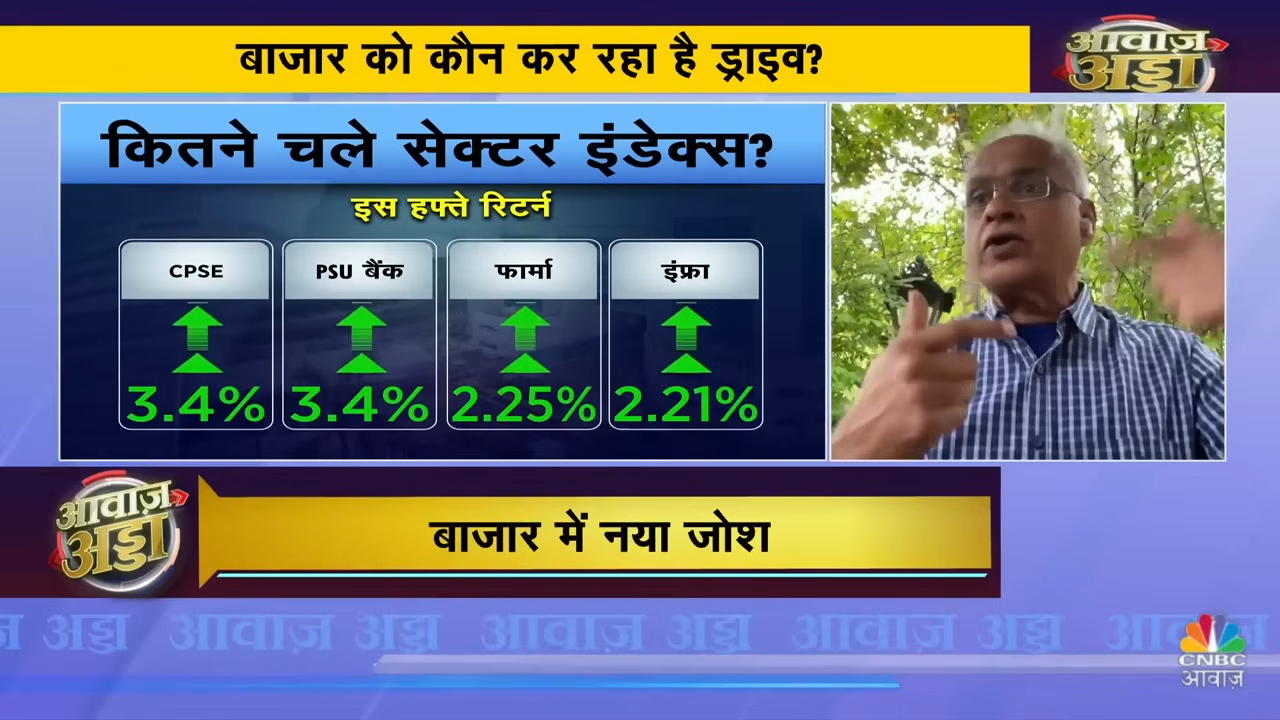 बाजार को कौन कर रहा है ड्राइव?
आवाज़
अड्डा
कितने चले सेक्टर इंडेक्स?
इस हफ्ते रिटर्न
CPSE
PSU बैंक
फार्मा
इंफ्रा
3.4%
3.4%
2.25%
2.21%
आवाज़
अड्डा
बाजार में नया जोश
अड्डा आवाज़ अड्डा आवाज़ अड्डा आवाज़ अड्डा
CNBC
आवाज़